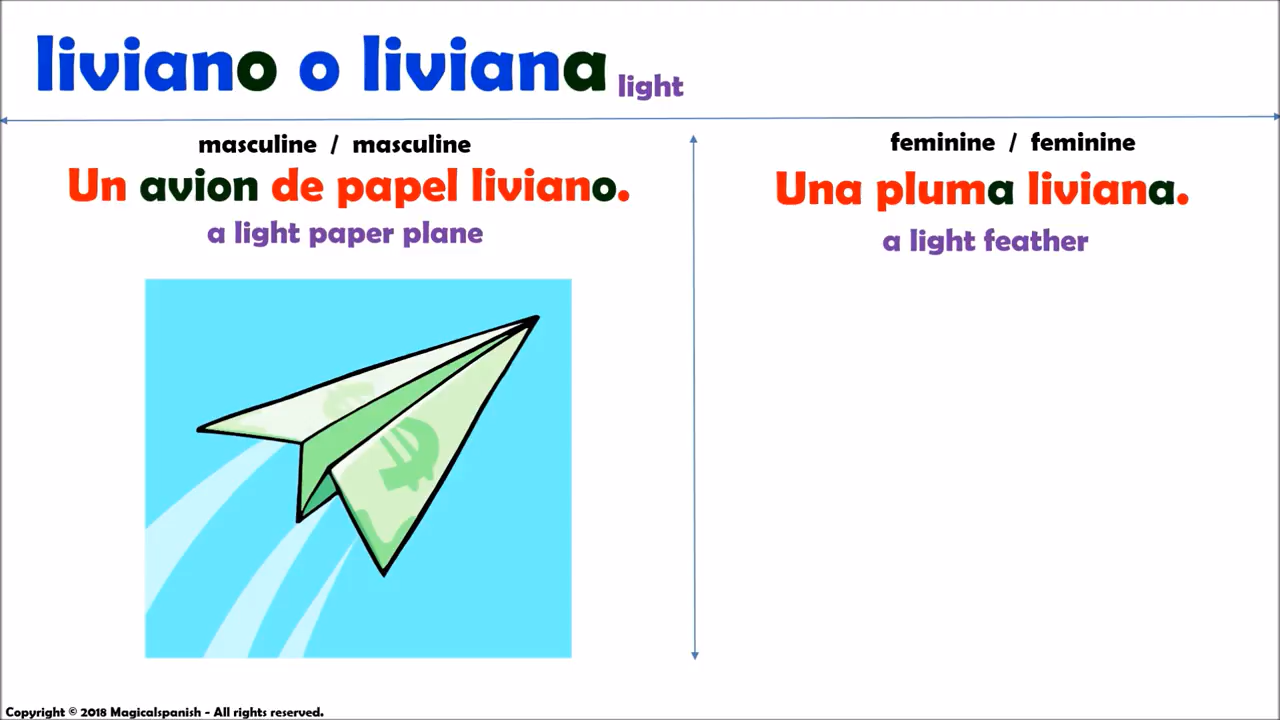 liviano o liviana light
masculine / masculine
Un avion de papel liviano.
a light paper plane
feminine / feminine
Una pluma liviana.
a light feather
Copyright © 2018 Magicalspanish - All rights reserved.